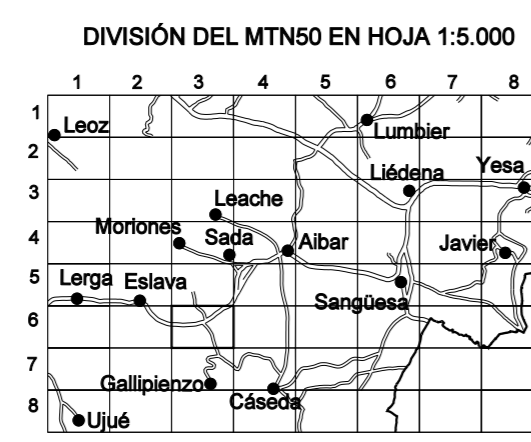 DIVISIÓN DEL MTN50 EN HOJA 1:5.000
1 2 3 4 5 6 7 8
1
Leoz
Lumbier
2
Liédena
Yesa
3
Leache
Moriones
Sada
4
Aibar
Javier
Lerga
Eslava
5
Sangüesa
6
7
Gallipienzo
Cáseda
8
Ujué